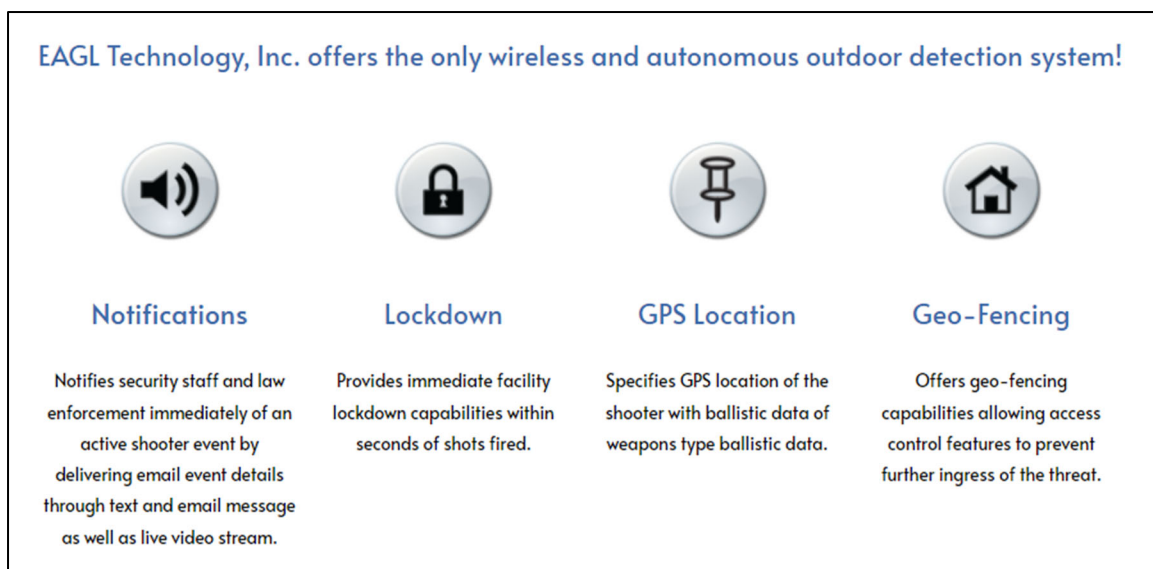 EAGL Technology, Inc. offers the only wireless and autonomous outdoor detection system!
Notifications
Notifies security staff and law
enforcement immediately of an
active shooter event by
delivering email event details
through text and email message
as well as live video stream.
Lockdown
Provides immediate facility
lockdown capabilities within
seconds of shots fired.
GPS Location
Specifies GPS location of the
shooter with ballistic data of
weapons type ballistic data.
Geo-Fencing
Offers geo-fencing
capabilities allowing access
control features to prevent
further ingress of the threat.